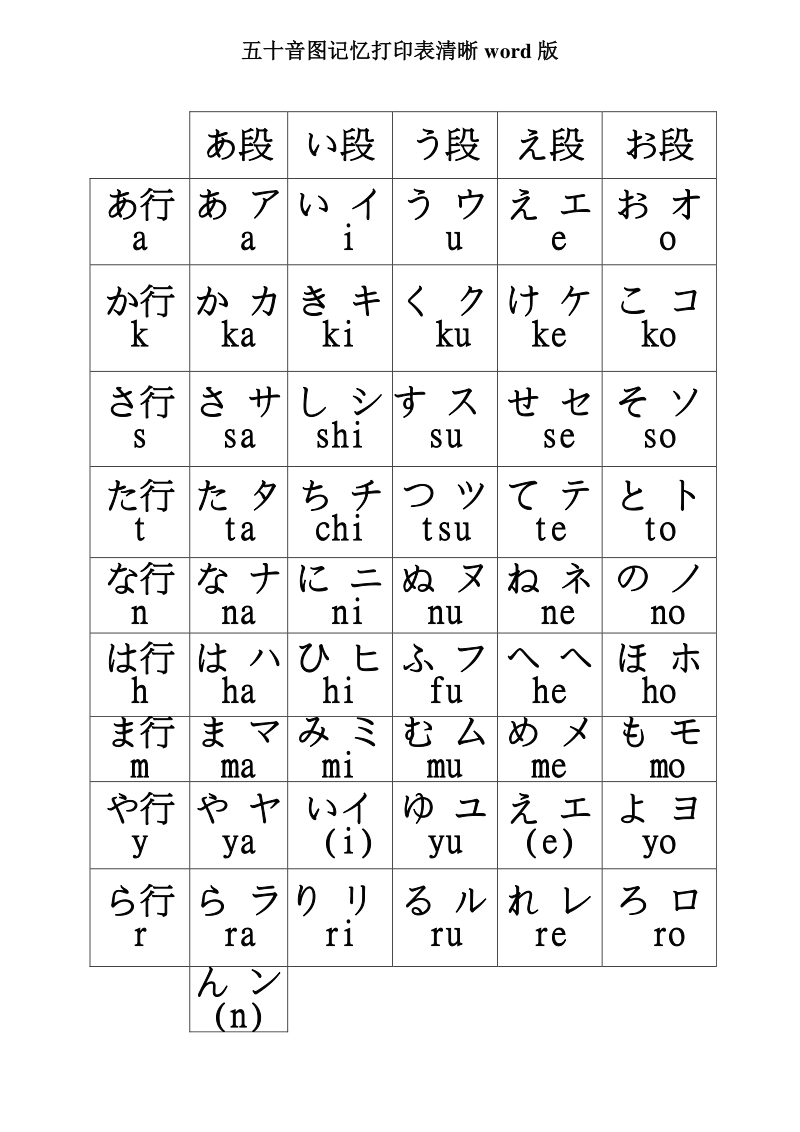 五十音图记忆打印表清晰 word 版
あ段 い段 う段 え段 お段
あ行 あ ア い イ う ウ え エ お オ
a a i u e o
か行 か カ き キ く ク け ケ こ コ
k ka ki ku ke ko
さ行 さ サ し シ す ス せ セ そ ソ
s sa shi su se so
た行 た タ ち チ つ ツ て テ と ト
t ta chi tsu te to
な行 な ナ に ニ ぬ ヌ ね ネ の ノ
n na ni nu ne no
は行 は ハ ひ ヒ ふ フ へ ヘ ほ ホ
h ha hi fu he ho
ま行 ま マ み ミ む ム め メ も モ
m ma mi mu me mo
や行 や ヤ いイ ゆ ユ え エ よ ヨ
y ya (i) yu (e) yo
ら行 ら ラ り リ る ル れ レ ろ ロ
r ra ri ru re ro
ん ン
(n)